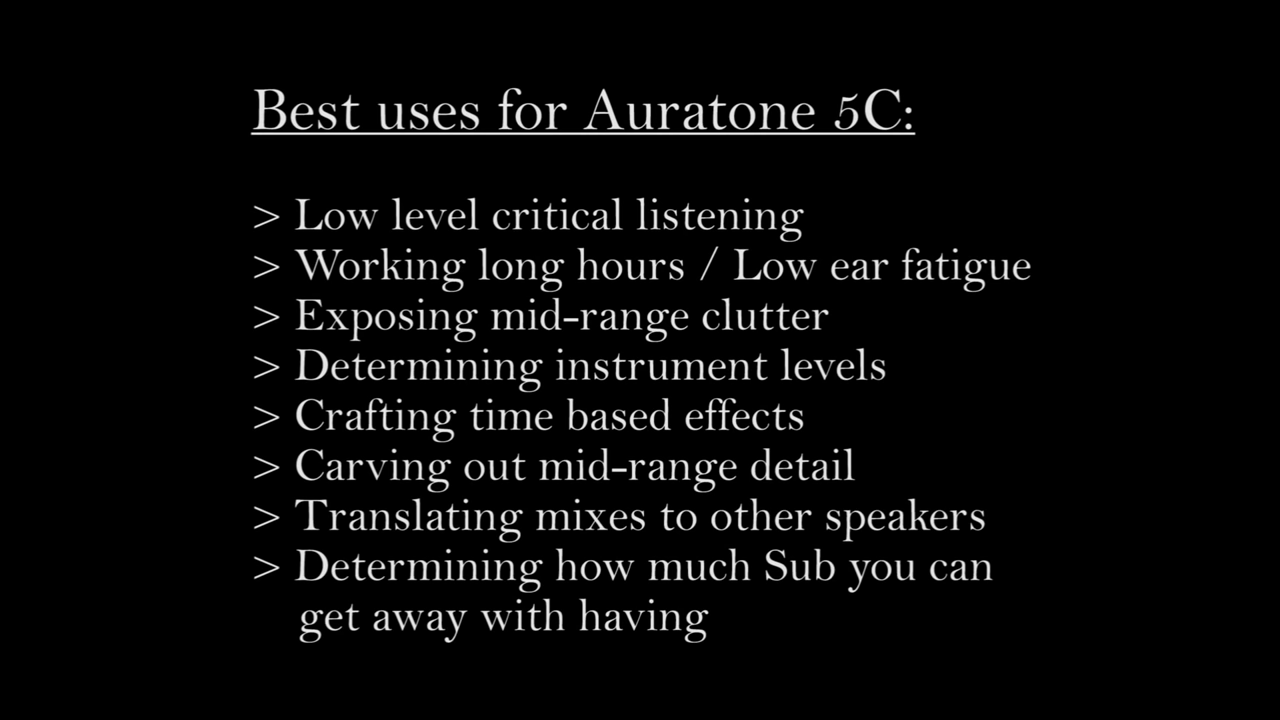 Best uses for Auratone 5C:
> Low level critical listening
> Working long hours / Low ear fatigue
> Exposing mid-range clutter
> Determining instrument levels
> Crafting time based effects
> Carving out mid-range detail
> Translating mixes to other speakers
> Determining how much Sub you can
get away with having